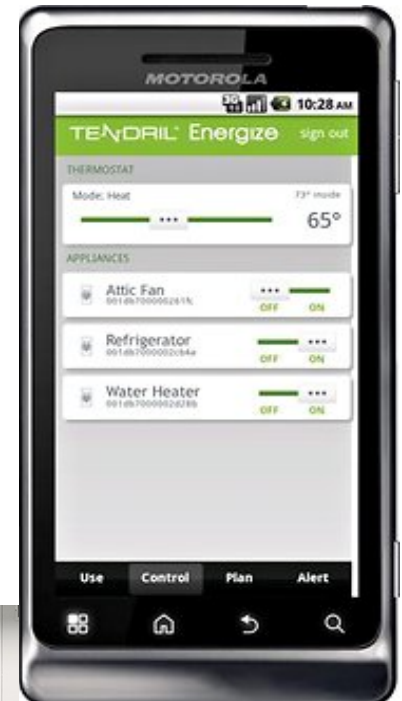 MOTOROLA
3G 10:28 AM
TENDRIL Energize sign out
THERMOSTAT
Mode: Heat 73° inside
65°
APPLIANCES
Attic Fan
OFF ON
Refrigerator
OFF ON
Water Heater
OFF ON
Use Control Plan Alert